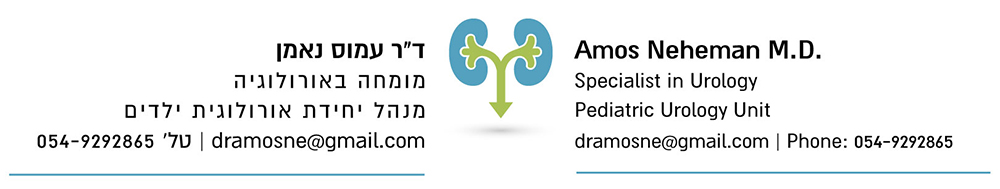 ד"ר עמוס נאמן
מומחה באורולוגיה
מנהל יחידת אורולוגית ילדים
dramosne@gmail.com | טל' 054-9292865
Amos Neheman M.D.
Specialist in Urology
Pediatric Urology Unit
dramosne@gmail.com | Phone: 054-9292865